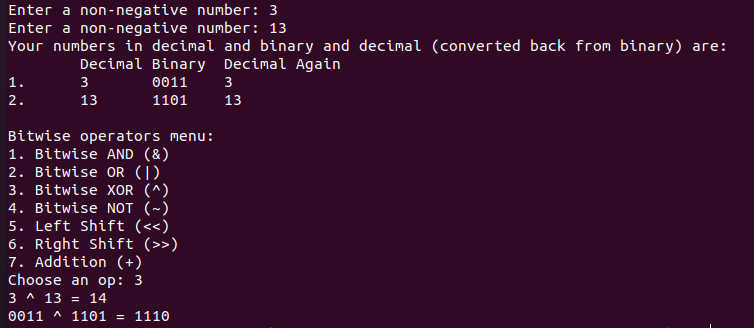 Enter a non-negative number: 3
Enter a non-negative number: 13
Your numbers in decimal and binary and decimal (converted back from binary) are:
        Decimal Binary  Decimal Again
1.      3       0011    3
2.      13      1101    13

Bitwise operators menu:
1. Bitwise AND (&)
2. Bitwise OR (|)
3. Bitwise XOR (^)
4. Bitwise NOT (~)
5. Left Shift (<<)
6. Right Shift (>>)
7. Addition (+)
Choose an op: 3
3 ^ 13 = 14
0011 ^ 1101 = 1110